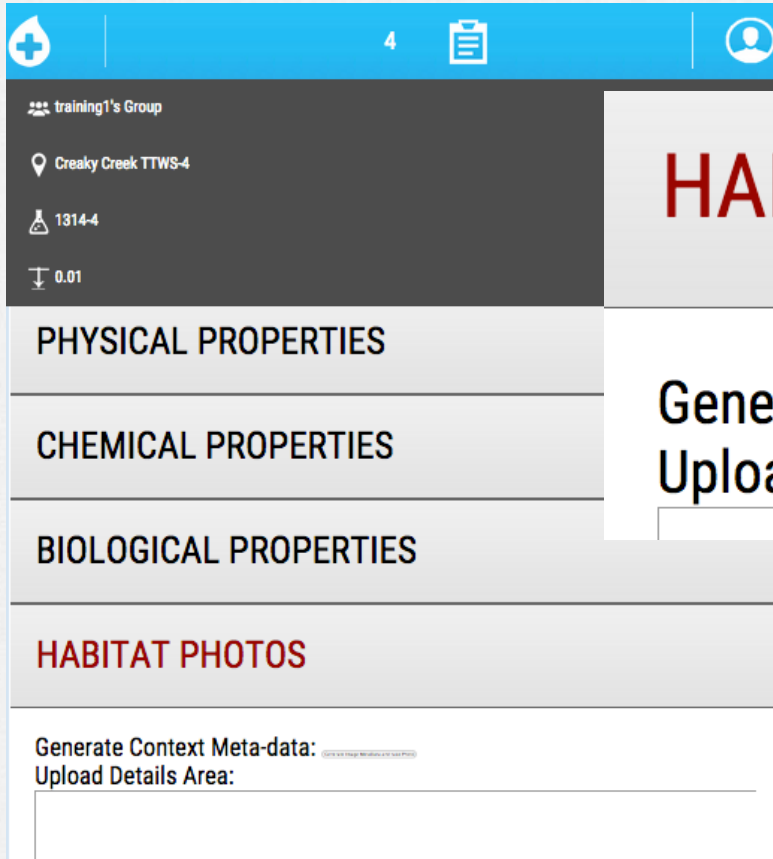 4
training1's Group
Creaky Creek TTWS-4
1314-4
0.01
PHYSICAL PROPERTIES
CHEMICAL PROPERTIES
BIOLOGICAL PROPERTIES
HABITAT PHOTOS
Generate Context Meta-data:
Upload Details Area:
HA
Gene
Uploa